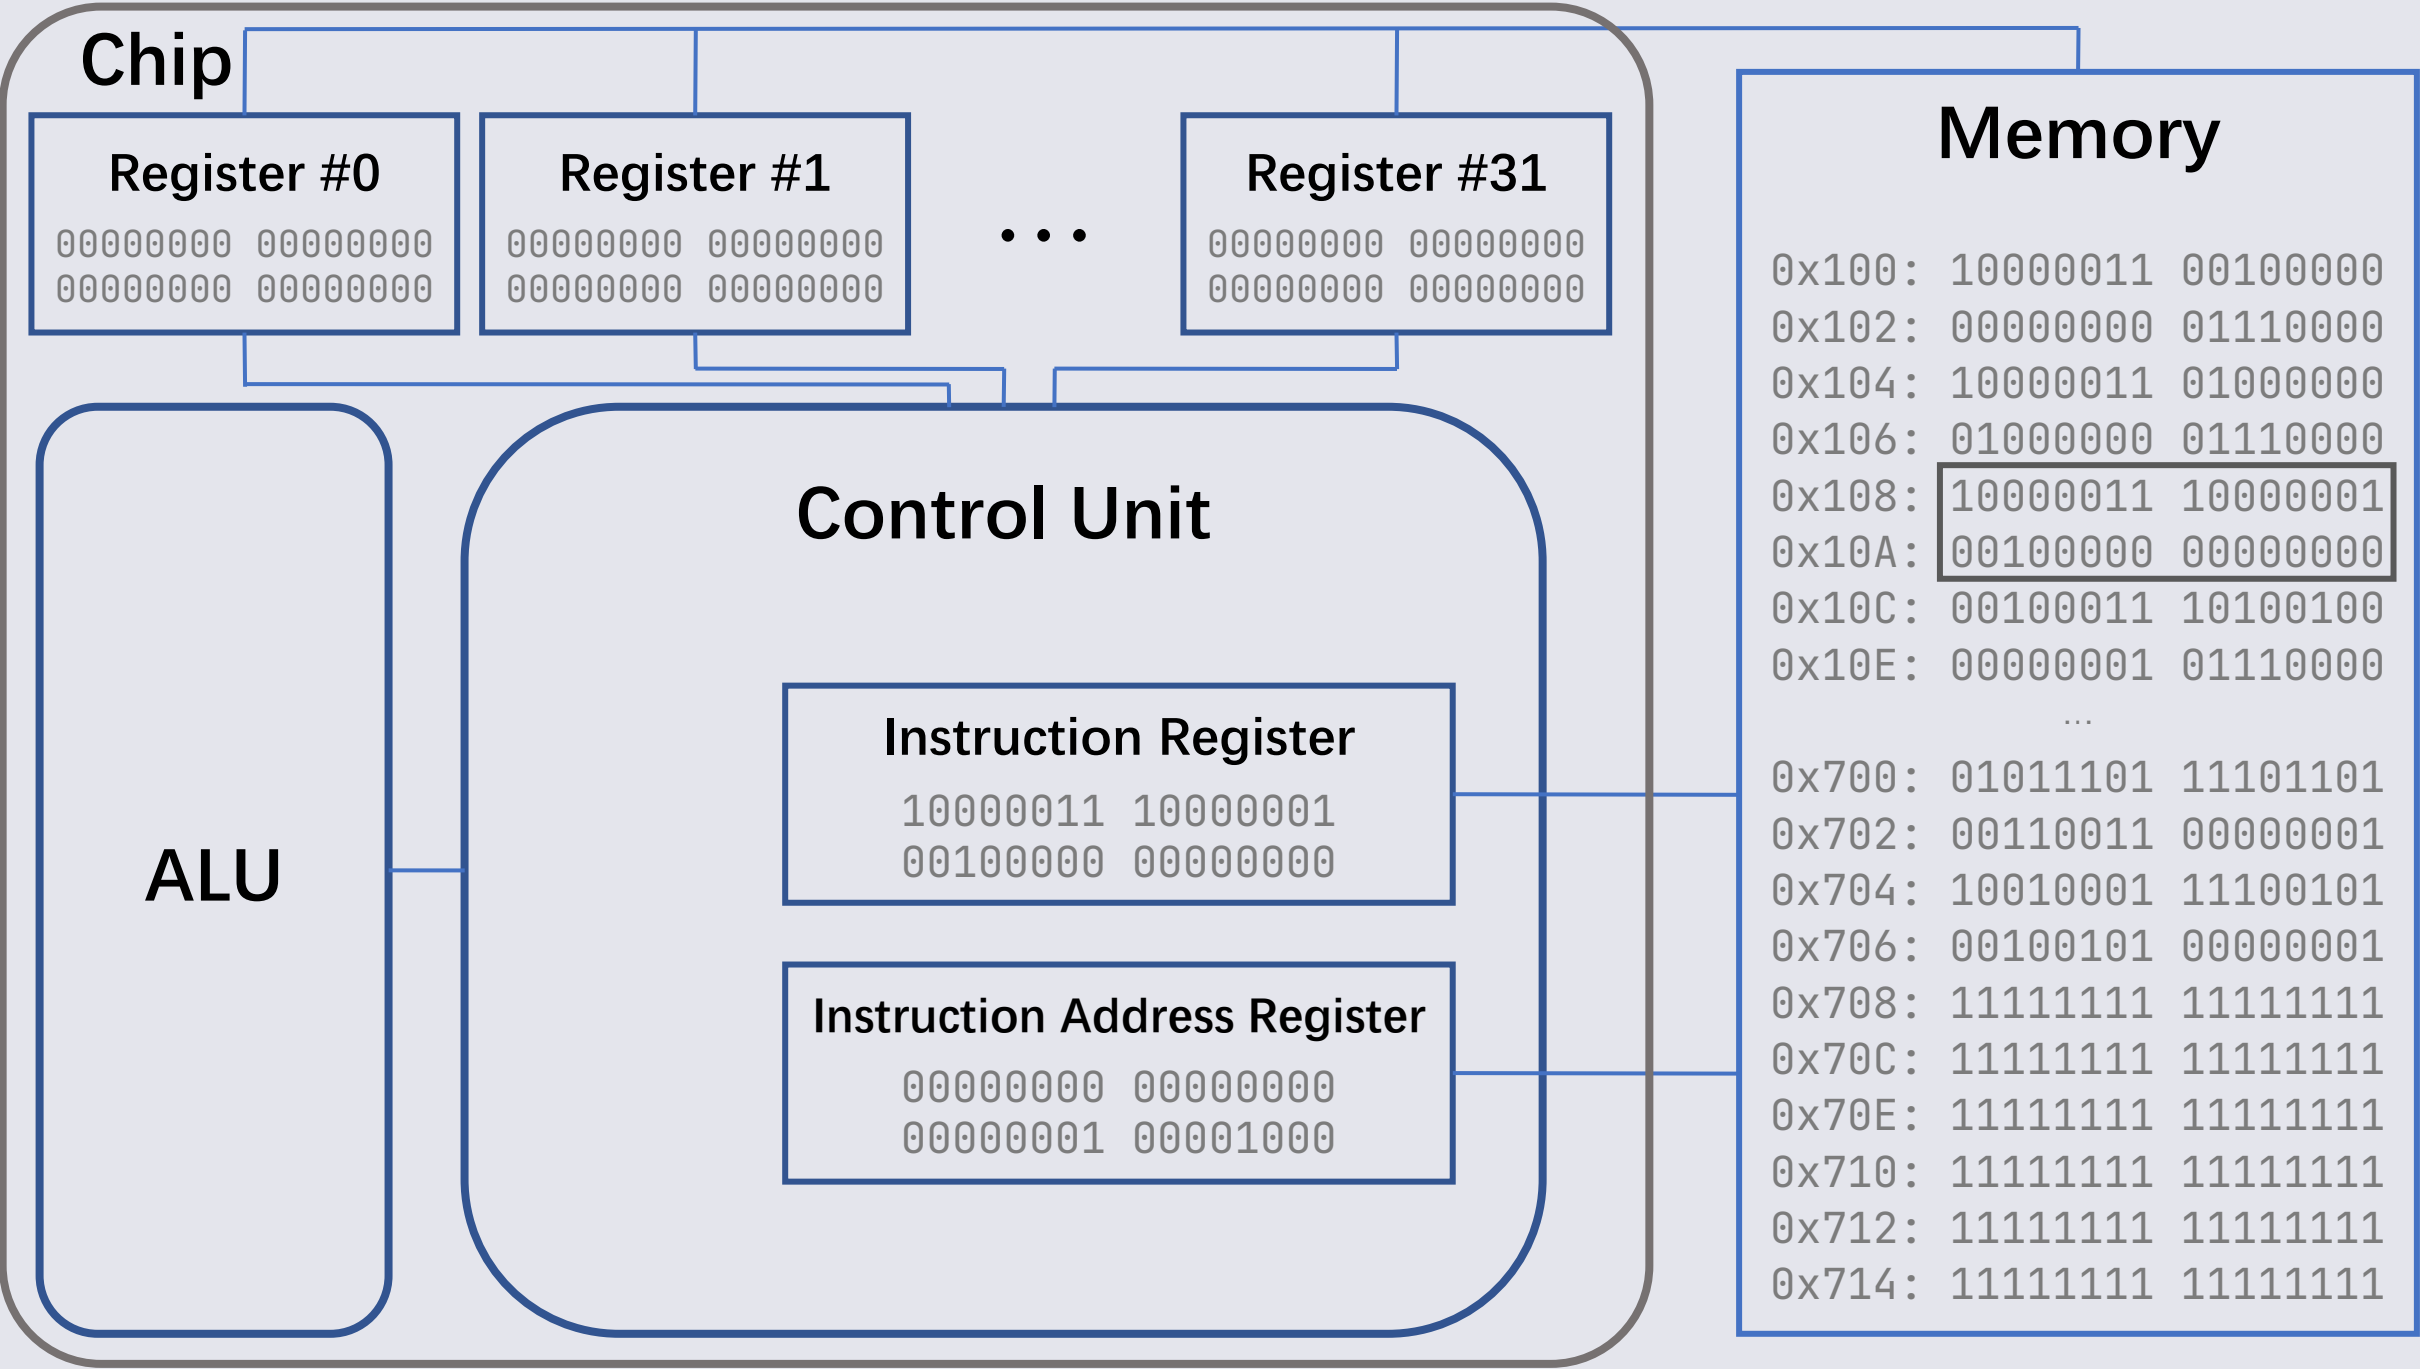 Chip
Register #0
00000000 00000000
00000000 00000000
Register #1
00000000 00000000
00000000 00000000
...
Register #31
00000000 00000000
00000000 00000000
ALU
Control Unit
Instruction Register
10000011 10000001
00100000 00000000
Instruction Address Register
00000000 00000000
00000001 00001000
Memory
0x100: 10000011 00100000
0x102: 00000000 01110000
0x104: 10000011 01000000
0x106: 01000000 01110000
0x108: 10000011 10000001
0x10A: 00100000 00000000
0x10C: 00100011 10100100
0x10E: 00000001 01110000
...
0x700: 01011101 11101101
0x702: 00110011 00000001
0x704: 10010001 11100101
0x706: 00100101 00000001
0x708: 11111111 11111111
0x70C: 11111111 11111111
0x70E: 11111111 11111111
0x710: 11111111 11111111
0x712: 11111111 11111111
0x714: 11111111 11111111